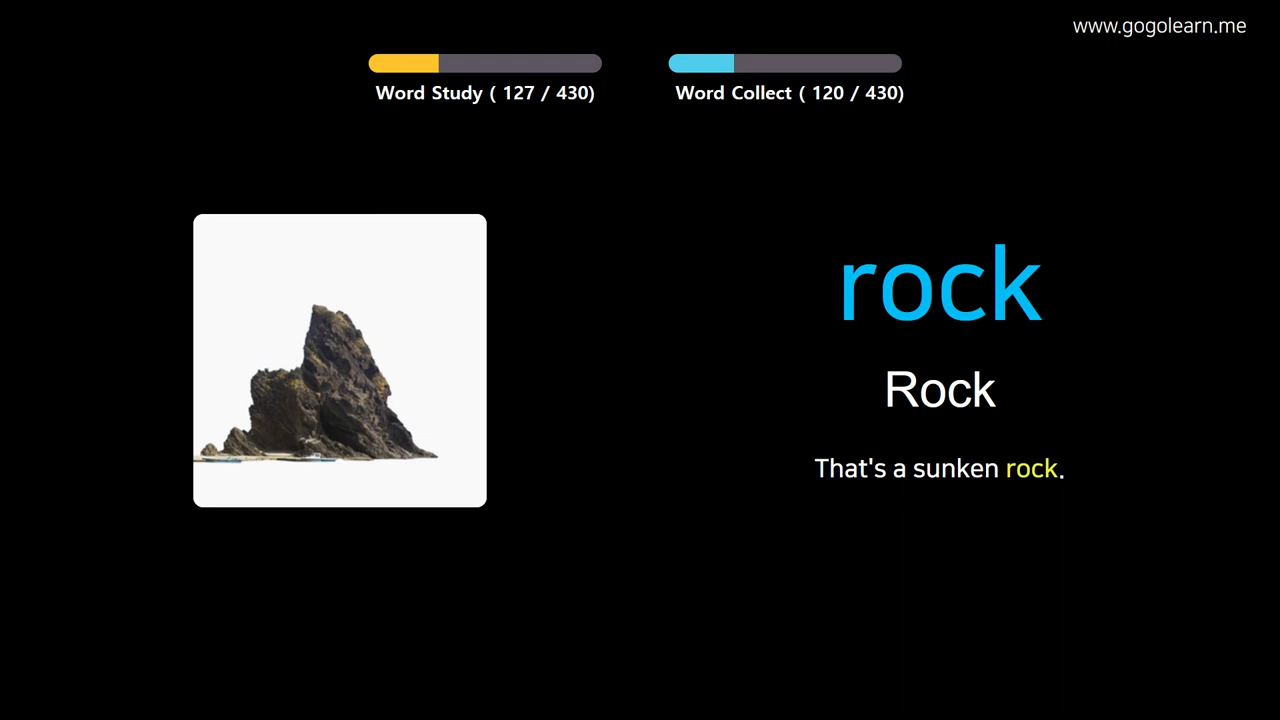 www.gogolearn.me
Word Study ( 127 / 430)
Word Collect ( 120 / 430)
rock
Rock
That's a sunken rock.